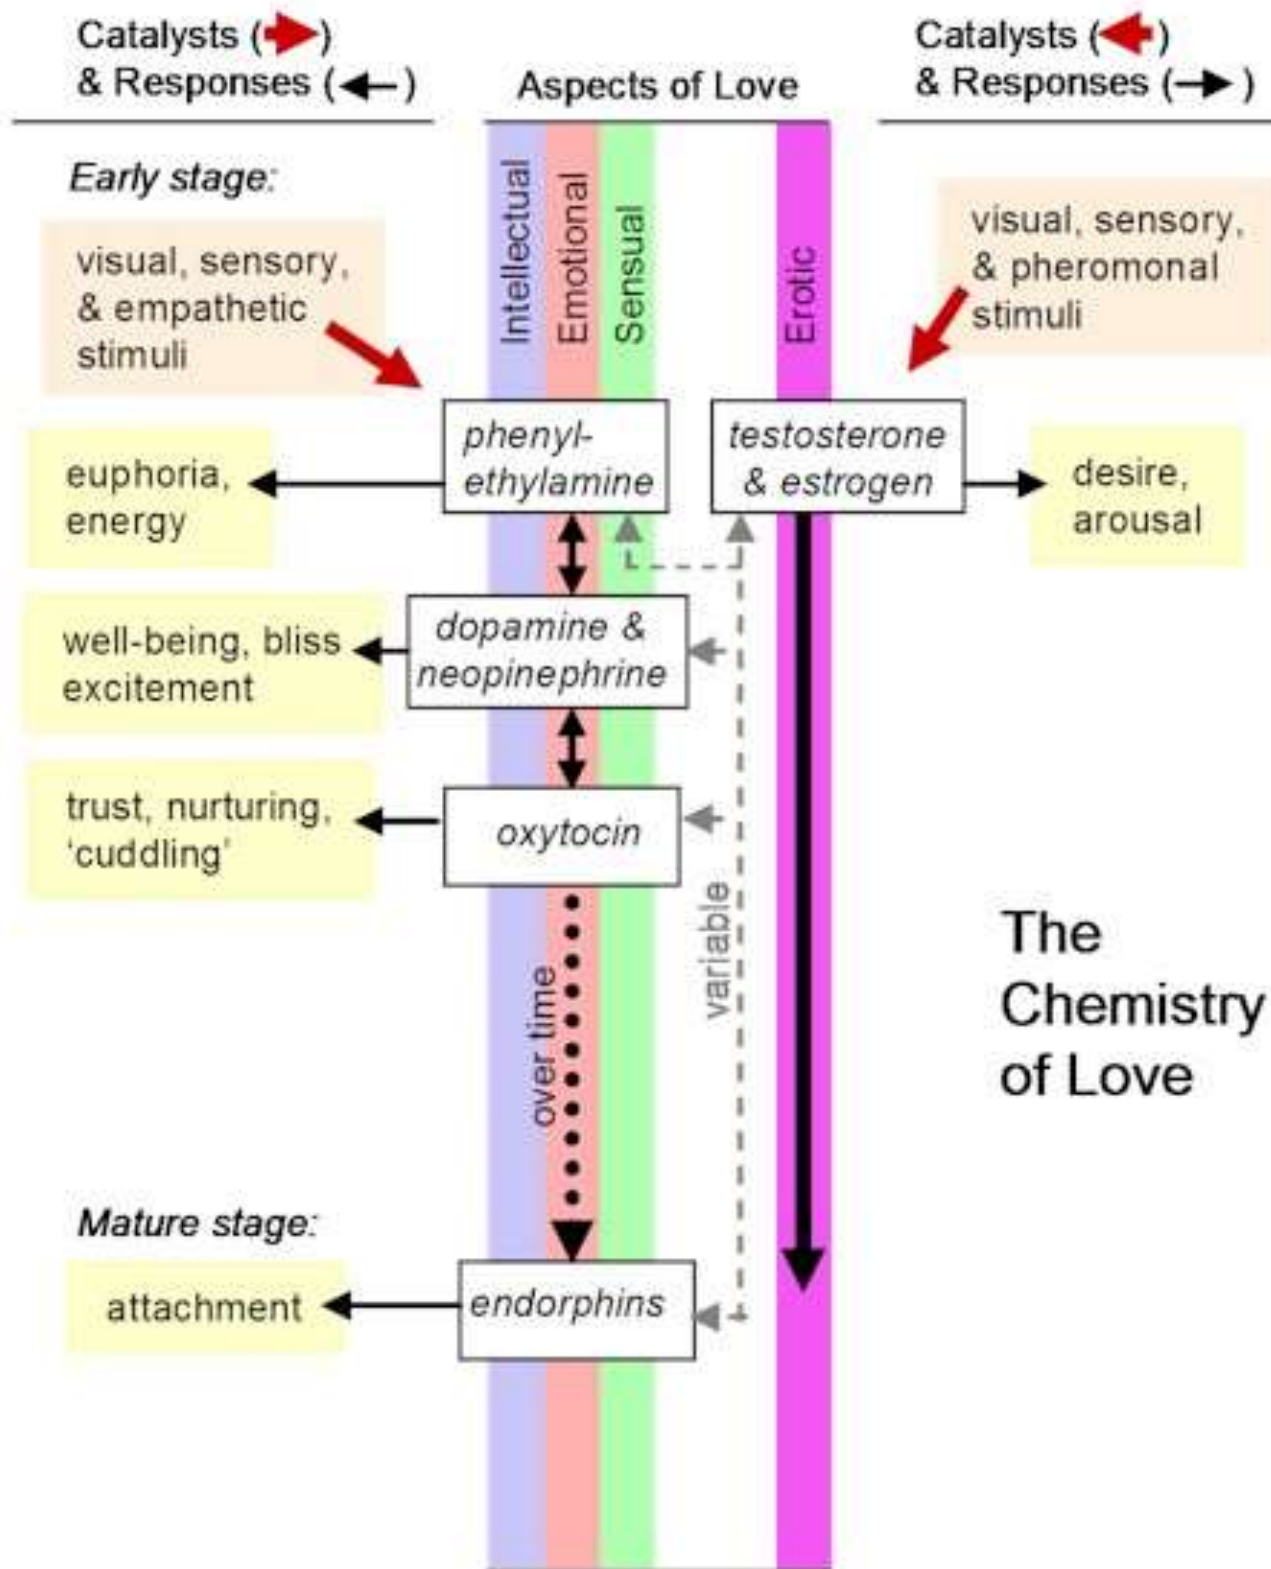 Catalysts ( )
& Responses ( )
Aspects of Love
Catalysts ( )
& Responses ( )
Early stage:
visual, sensory,
& empathetic
stimuli
Intellectual
Emotional
Sensual
Erotic
visual, sensory,
& pheromonal
stimuli
euphoria,
energy
phenyl-
ethylamine
testosterone
& estrogen
desire,
arousal
well-being, bliss
excitement
dopamine &
neopinephrine
trust, nurturing,
‘cuddling’
oxytocin
over time
variable
The
Chemistry
of Love
Mature stage:
attachment
endorphins